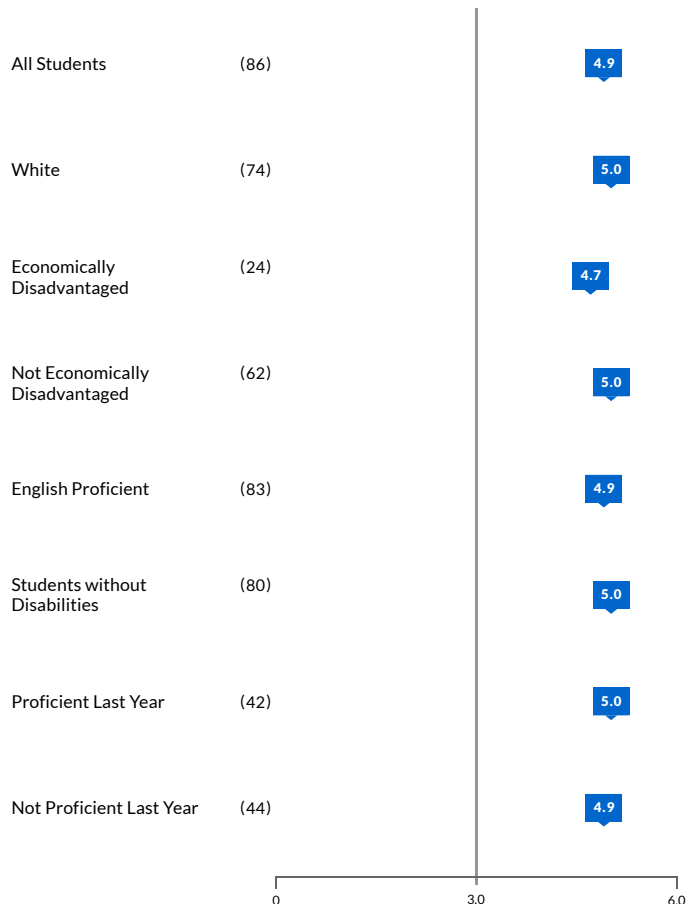 All Students (86) 4.9
White (74) 5.0
Economically (24)
Disadvantaged
4.7
Not Economically (62)
Disadvantaged
5.0
English Proficient (83) 4.9
Students without (80)
Disabilities
5.0
Proficient Last Year (42) 5.0
Not Proficient Last Year (44) 4.9
0 3.0 6.0